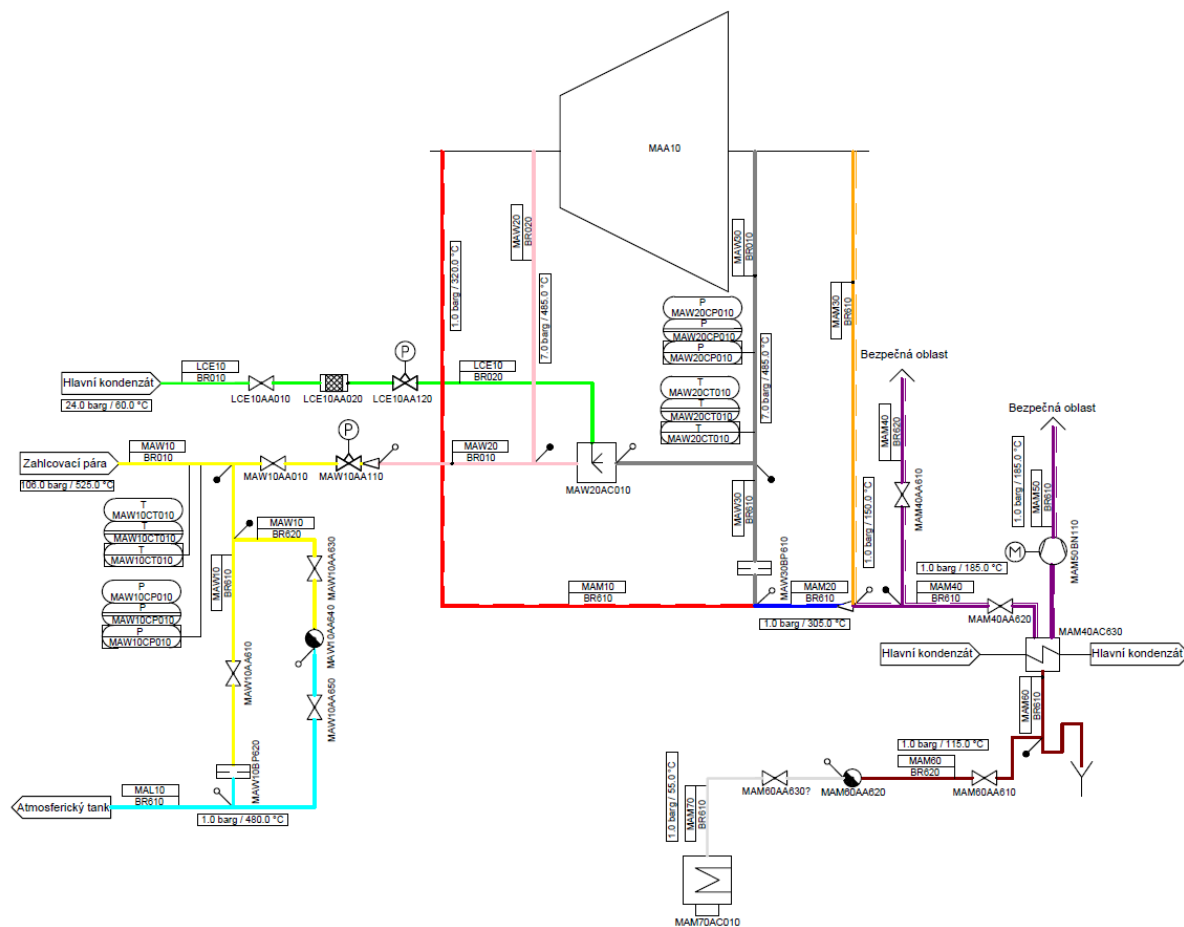 MAA10
MAW20
BR020
MAW30
BR010
1.0 barg / 320.0 °C
7.0 barg / 485.0 °C
MAM30
BR610
P
MAW20CP010
P
MAW20CP010
P
MAW20CP010
7.0 barg / 485.0 °C
T
MAW20CT010
T
MAW20CT010
T
MAW20CT010
Bezpečná oblast
Bezpečná oblast
Hlavní kondenzát
LCE10
BR010
24.0 barg / 60.0 °C
LCE10AA010
LCE10AA020
P
LCE10AA120
LCE10
BR020
MAM40
BR620
Zahlcovací pára
MAW10
BR010
106.0 barg / 525.0 °C
MAW10AA010
P
MAW10AA110
MAW20
BR010
MAW20AC010
MAW30
BR610
MAM40AA610
1.0 barg / 185.0 °C
MAM50
BR610
T
MAW10CT010
T
MAW10CT010
T
MAW10CT010
MAW10
BR620
MAW10AA630
1.0 barg / 150.0 °C
M
MAM50BN110
1.0 barg / 185.0 °C
P
MAW10CP010
P
MAW10CP010
P
MAW10CP010
MAW10
BR610
MAW10AA640
MAW30BP610
MAM10
BR610
MAM20
BR610
1.0 barg / 305.0 °C
MAM40
BR610
MAM40AA620
MAM40AC630
Hlavní kondenzát
Hlavní kondenzát
MAW10AA610
MAW10AA650
MAM60
BR610
MAW10BP620
1.0 barg / 115.0 °C
MAM60
BR620
MAM60AA610
MAM60AA620
MAM60AA630?
1.0 barg / 55.0 °C
MAM70
BR610
Atmosferický tank
MAL10
BR610
1.0 barg / 480.0 °C
MAM70AC010